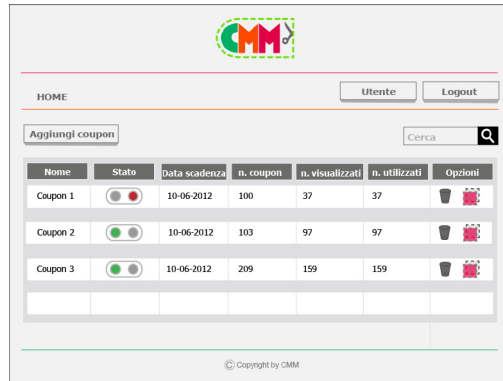 CMM
Utente Logout
HOME
Aggiungi coupon
Cerca
Nome Stato Data scadenza n. coupon n. visualizzati n. utilizzati Opzioni
Coupon 1 10-06-2012 100 37 37
Coupon 2 10-06-2012 103 97 97
Coupon 3 10-06-2012 209 159 159
© Copyright by CMM